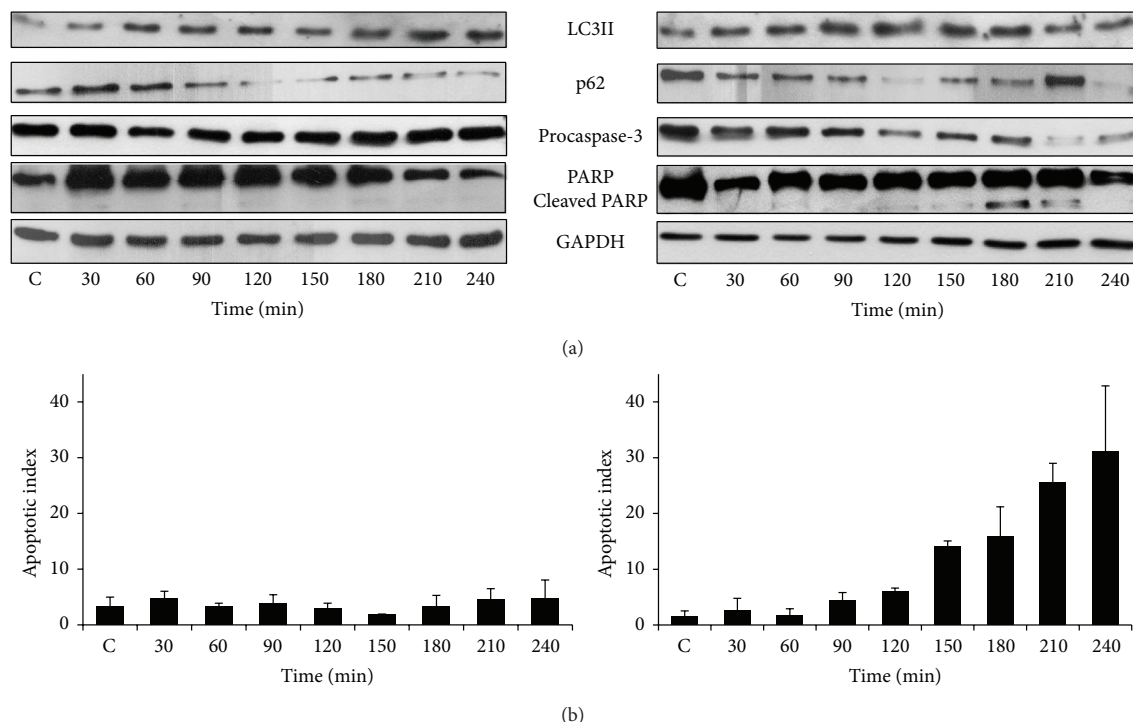 LC3II
p62
Procaspase-3
PARP
Cleaved PARP
GAPDH
C 30 60 90 120 150 180 210 240
Time (min)
C 30 60 90 120 150 180 210 240
Time (min)
(a)
Apoptotic index
40
30
20
10
0
C 30 60 90 120 150 180 210 240
Time (min)
Apoptotic index
40
30
20
10
0
C 30 60 90 120 150 180 210 240
Time (min)
(b)